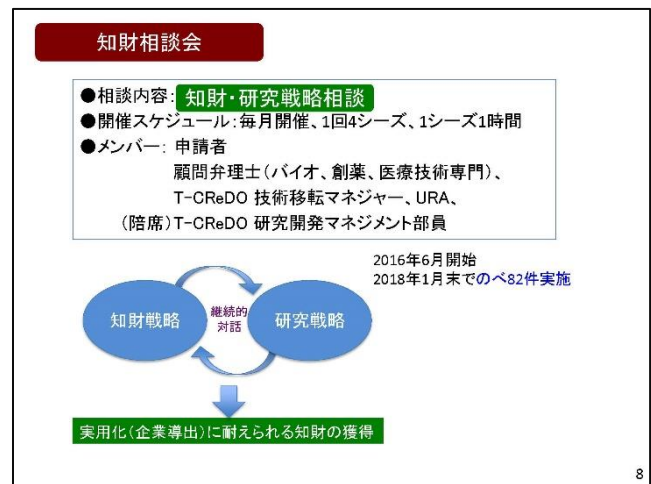 知財相談会
●相談内容：知財・研究戦略相談
●開催スケジュール：毎月開催、1回4シーズ、1シーズ1時間
●メンバー： 申請者
顧問弁理士（バイオ、創薬、医療技術専門）、
T-CReDO 技術移転マネジャー、URA、
（陪席）T-CReDO 研究開発マネジメント部員
2016年6月開始
2018年1月末でのべ82件実施
知財戦略
継続的
対話
研究戦略
実用化（企業導出）に耐えられる知財の獲得
8